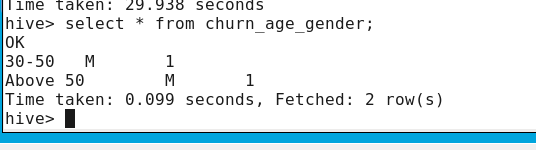 Time taken: 29.938 seconds
hive> select * from churn_age_gender;
OK
30-50   M       1
Above 50        M       1
Time taken: 0.099 seconds, Fetched: 2 row(s)
hive>